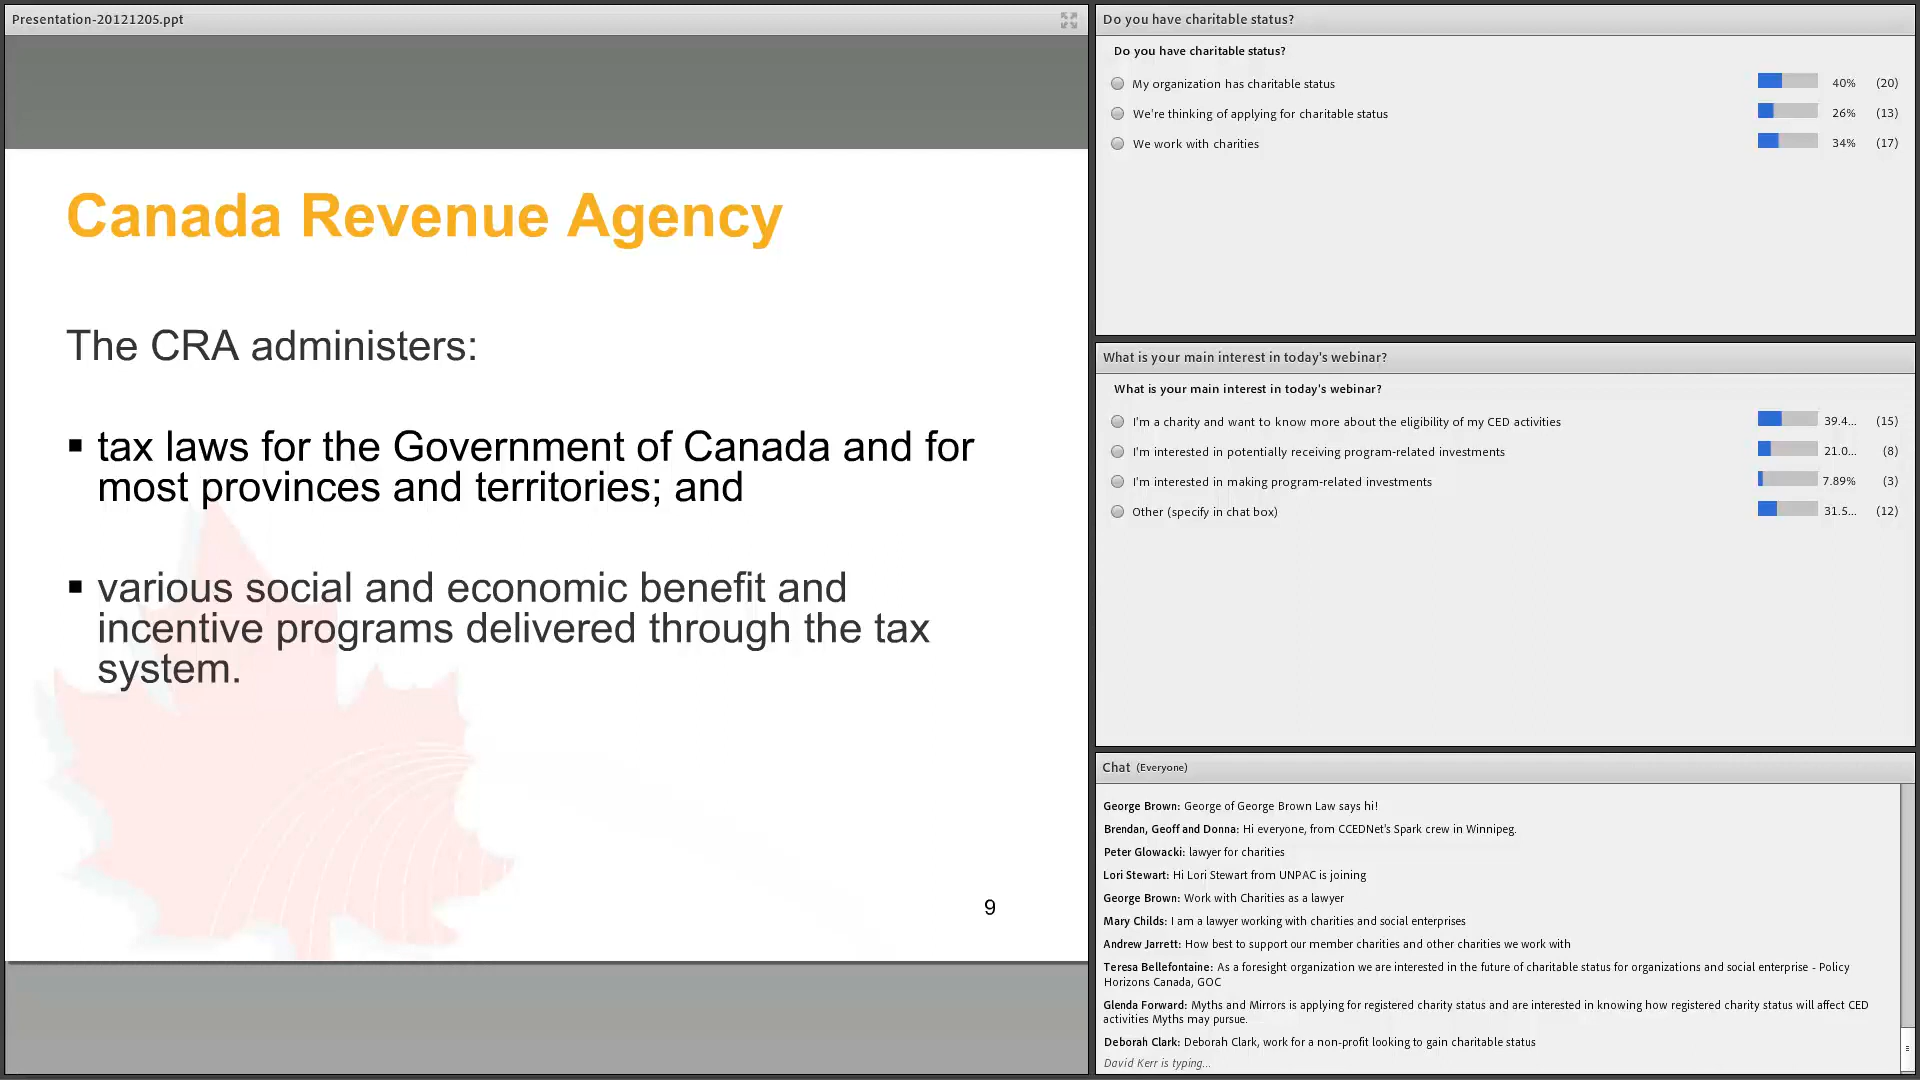 Presentation-20121205.ppt
Canada Revenue Agency
The CRA administers:
▪ tax laws for the Government of Canada and for
most provinces and territories; and
▪ various social and economic benefit and
incentive programs delivered through the tax
system.
9
Do you have charitable status?
Do you have charitable status?
My organization has charitable status 40% (20)
We're thinking of applying for charitable status 26% (13)
We work with charities 34% (17)
What is your main interest in today's webinar?
What is your main interest in today's webinar?
I'm a charity and want to know more about the eligibility of my CED activities 39.4... (15)
I'm interested in potentially receiving program-related investments 21.0... (8)
I'm interested in making program-related investments 7.89% (3)
Other (specify in chat box) 31.5... (12)
Chat (Everyone)
George Brown: George of George Brown Law says hi!
Brendan, Geoff and Donna: Hi everyone, from CCEDNet's Spark crew in Winnipeg.
Peter Glowacki: lawyer for charities
Lori Stewart: Hi Lori Stewart from UNPAC is joining
George Brown: Work with Charities as a lawyer
Mary Childs: I am a lawyer working with charities and social enterprises
Andrew Jarrett: How best to support our member charities and other charities we work with
Teresa Bellefontaine: As a foresight organization we are interested in the future of charitable status for organizations and social enterprise - Policy
Horizons Canada, GOC
Glenda Forward: Myths and Mirrors is applying for registered charity status and are interested in knowing how registered charity status will affect CED
activities Myths may pursue.
Deborah Clark: Deborah Clark, work for a non-profit looking to gain charitable status
David Kerr is typing...